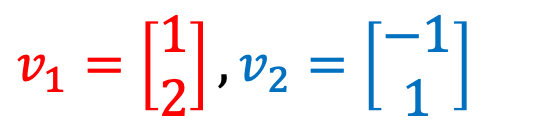 v₁ = [1 2], v₂ = [−1 1]